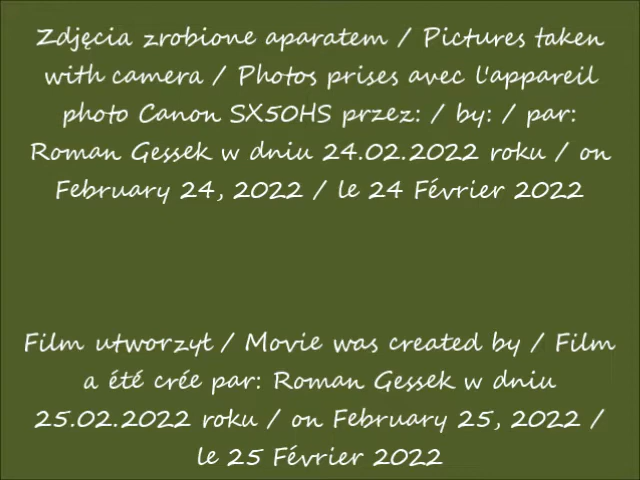 Zdjęcia zrobione aparatem / Pictures taken
with camera / Photos prises avec l'appareil
photo Canon SX50HS przez: / by: / par:
Roman Gessek w dniu 24.02.2022 roku / on
February 24, 2022 / le 24 Février 2022
Film utworzył / Movie was created by / Film
a été crée par: Roman Gessek w dniu
25.02.2022 roku / on February 25, 2022 /
le 25 Février 2022